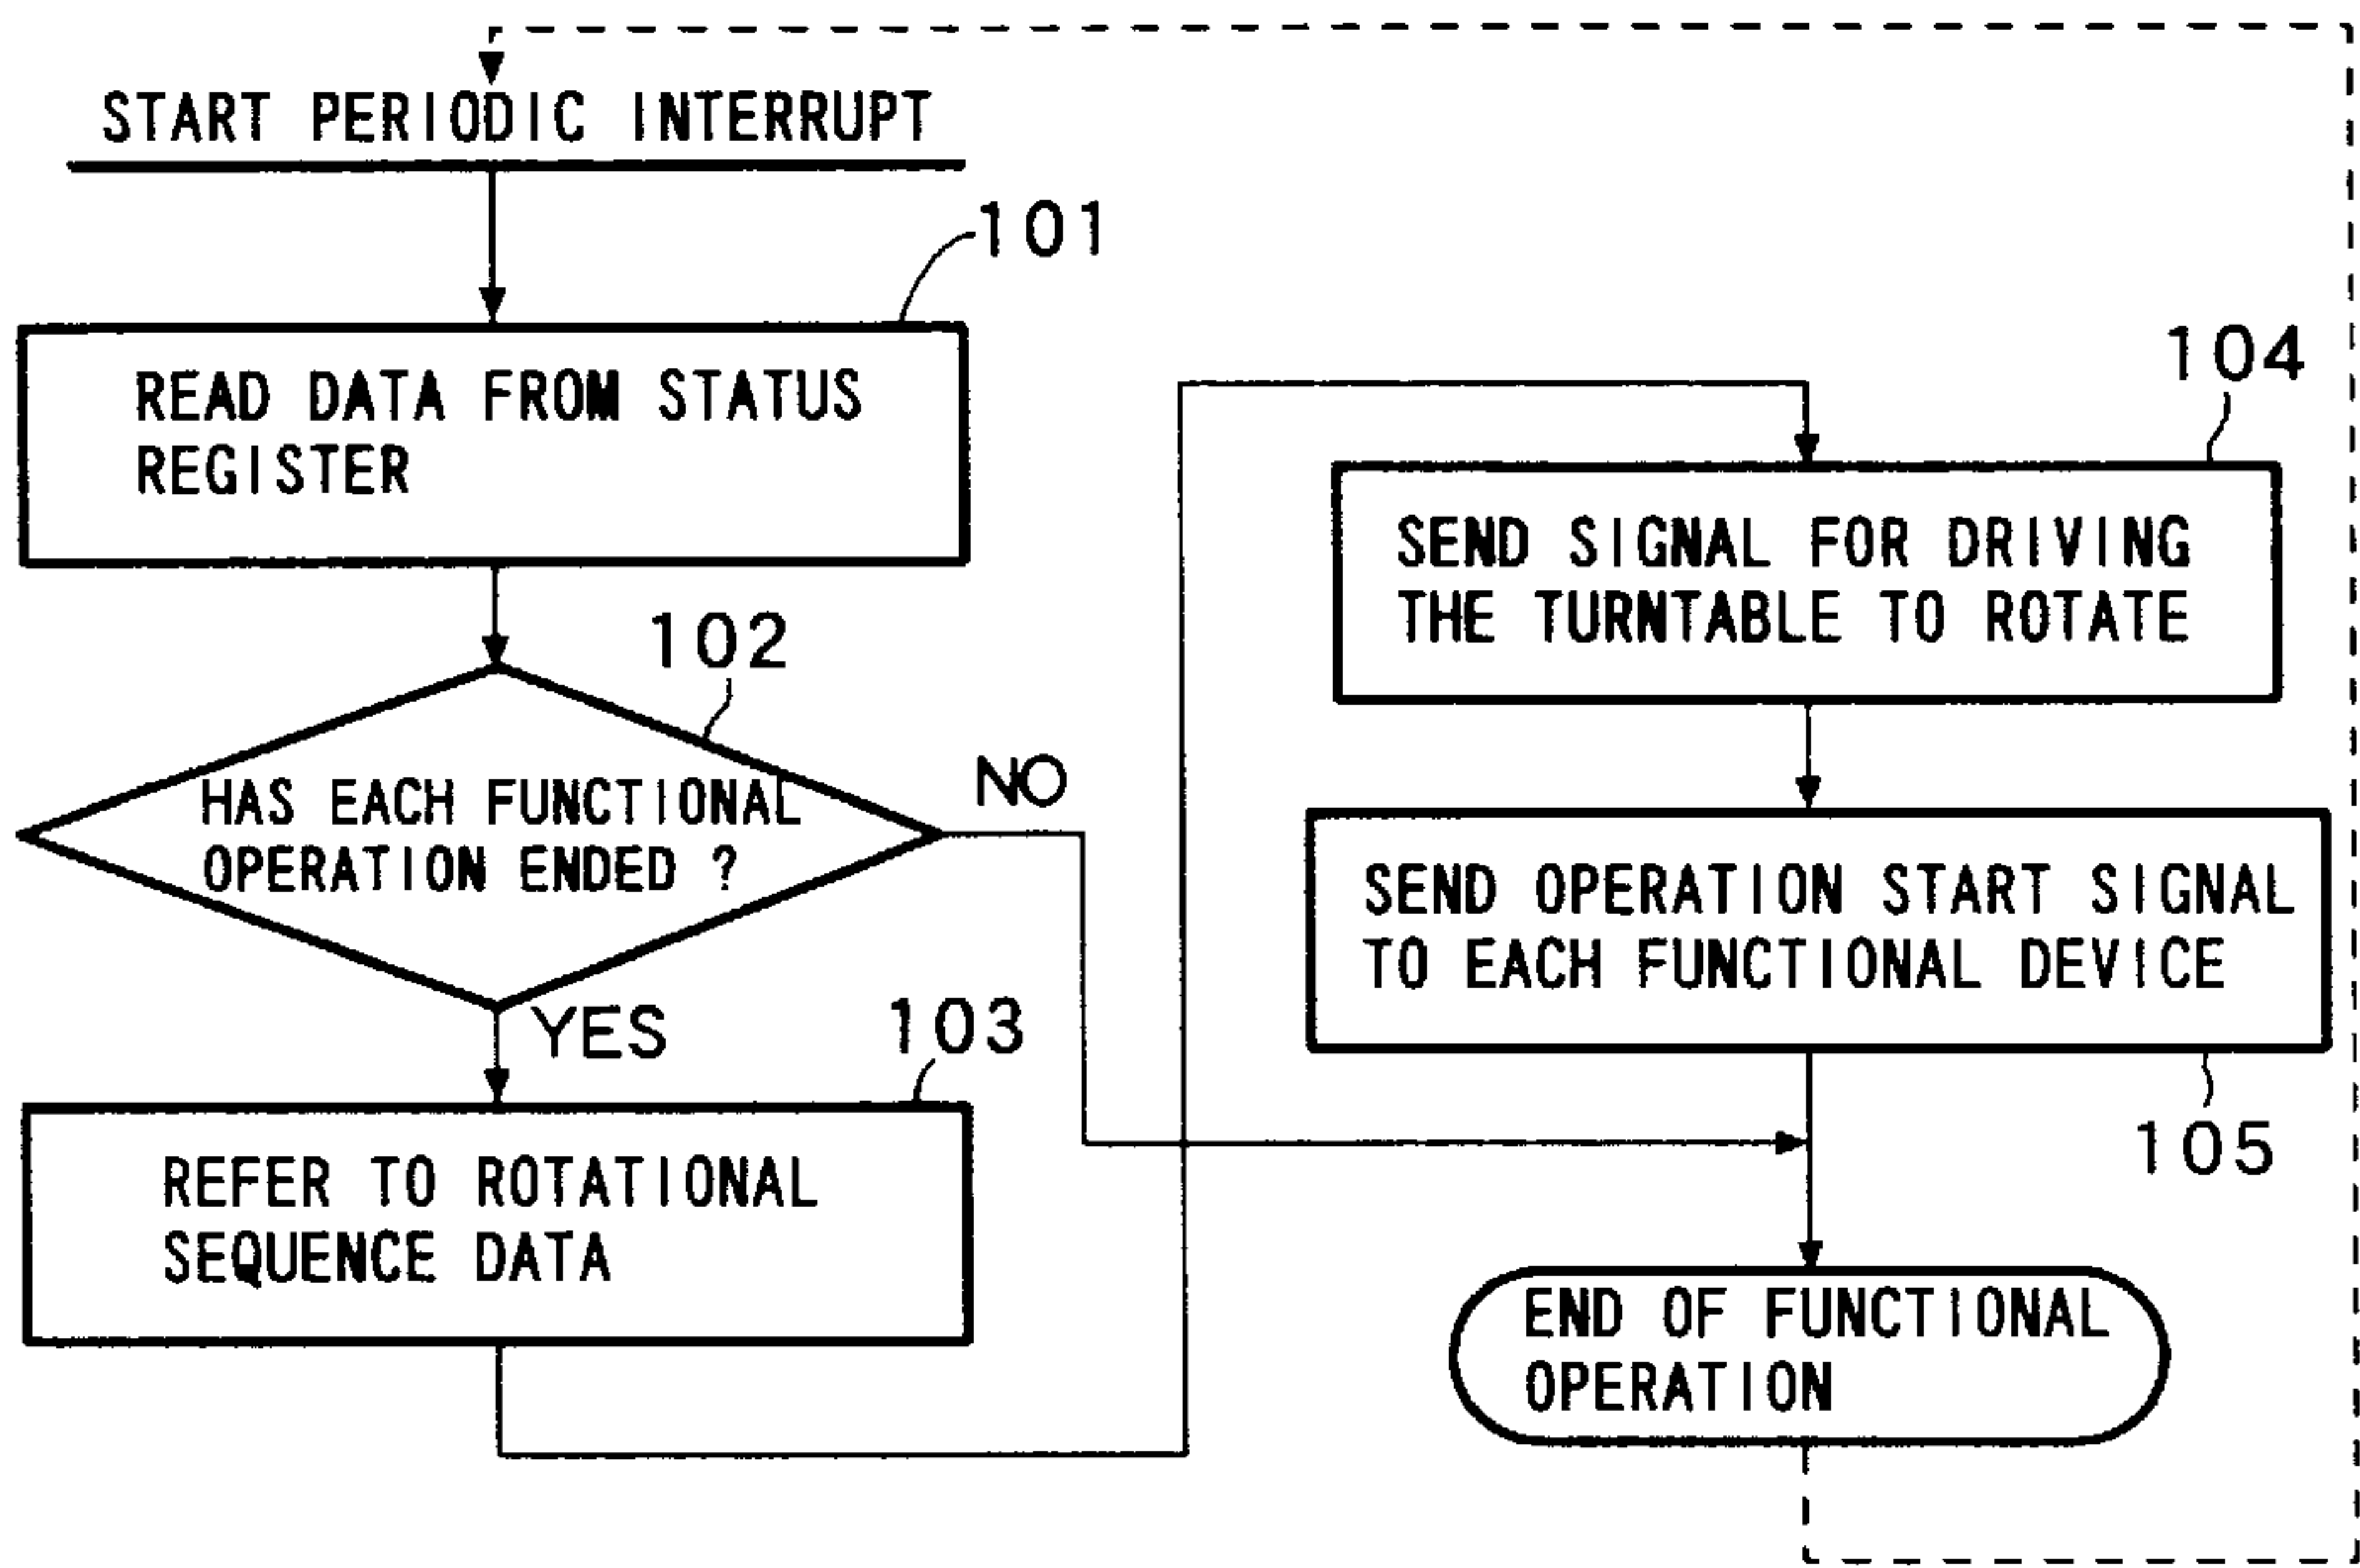 START PERIODIC INTERRUPT
101
READ DATA FROM STATUS
REGISTER
102
HAS EACH FUNCTIONAL
OPERATION ENDED ?
NO
YES
103
REFER TO ROTATIONAL
SEQUENCE DATA
104
SEND SIGNAL FOR DRIVING
THE TURNTABLE TO ROTATE
SEND OPERATION START SIGNAL
TO EACH FUNCTIONAL DEVICE
105
END OF FUNCTIONAL
OPERATION